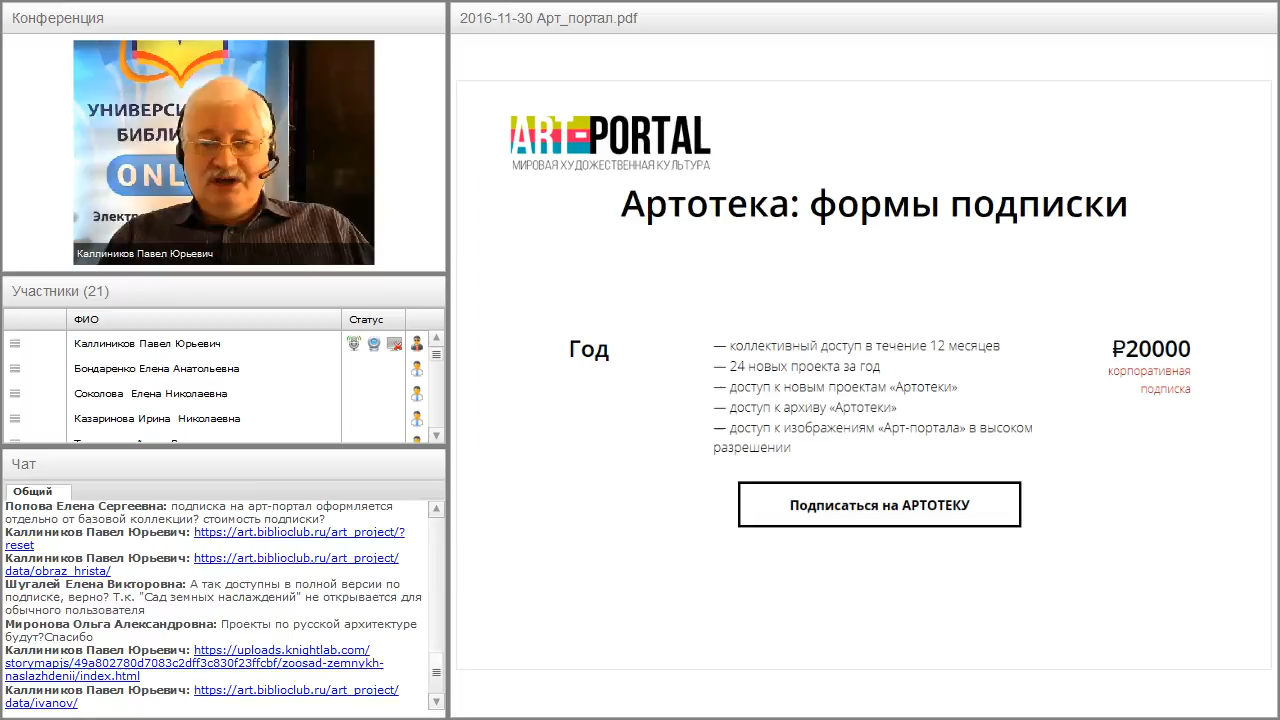 Конференция
УНИВЕРСИ
БИБЛИ
ONL
Электро
Каллиников Павел Юрьевич
Участники (21)
ФИО
Статус
Каллиников Павел Юрьевич
Бондаренко Елена Анатольевна
Соколова Елена Николаевна
Казаринова Ирина Николаевна
Чат
Общий
Попова Елена Сергеевна: подписка на арт-портал оформляется
отдельно от базовой коллекции? стоимость подписки?
Каллиников Павел Юрьевич: https://art.biblioclub.ru/art_project/?
reset
Каллиников Павел Юрьевич: https://art.biblioclub.ru/art_project/
data/obraz_hrista/
Шугалей Елена Викторовна: А так доступны в полной версии по
подписке, верно? Т.к. "Сад земных наслаждений" не открывается для
обычного пользователя
Миронова Ольга Александровна: Проекты по русской архитектуре
будут?Спасибо
Каллиников Павел Юрьевич: https://uploads.knightlab.com/
storymapjs/49a802780d7083c2dff3c830f23ffcbf/zoosad-zemnykh-
naslazhdenii/index.html
Каллиников Павел Юрьевич: https://art.biblioclub.ru/art_project/
data/ivanov/
2016-11-30 Арт_портал.pdf
ART-PORTAL
МИРОВАЯ ХУДОЖЕСТВЕННАЯ КУЛЬТУРА
Артотека: формы подписки
Год
— коллективный доступ в течение 12 месяцев
— 24 новых проекта за год
— доступ к новым проектам «Артотеки»
— доступ к архиву «Артотеки»
— доступ к изображениям «Арт-портала» в высоком
разрешении
₽20000
корпоративная
подписка
Подписаться на АРТОТЕКУ